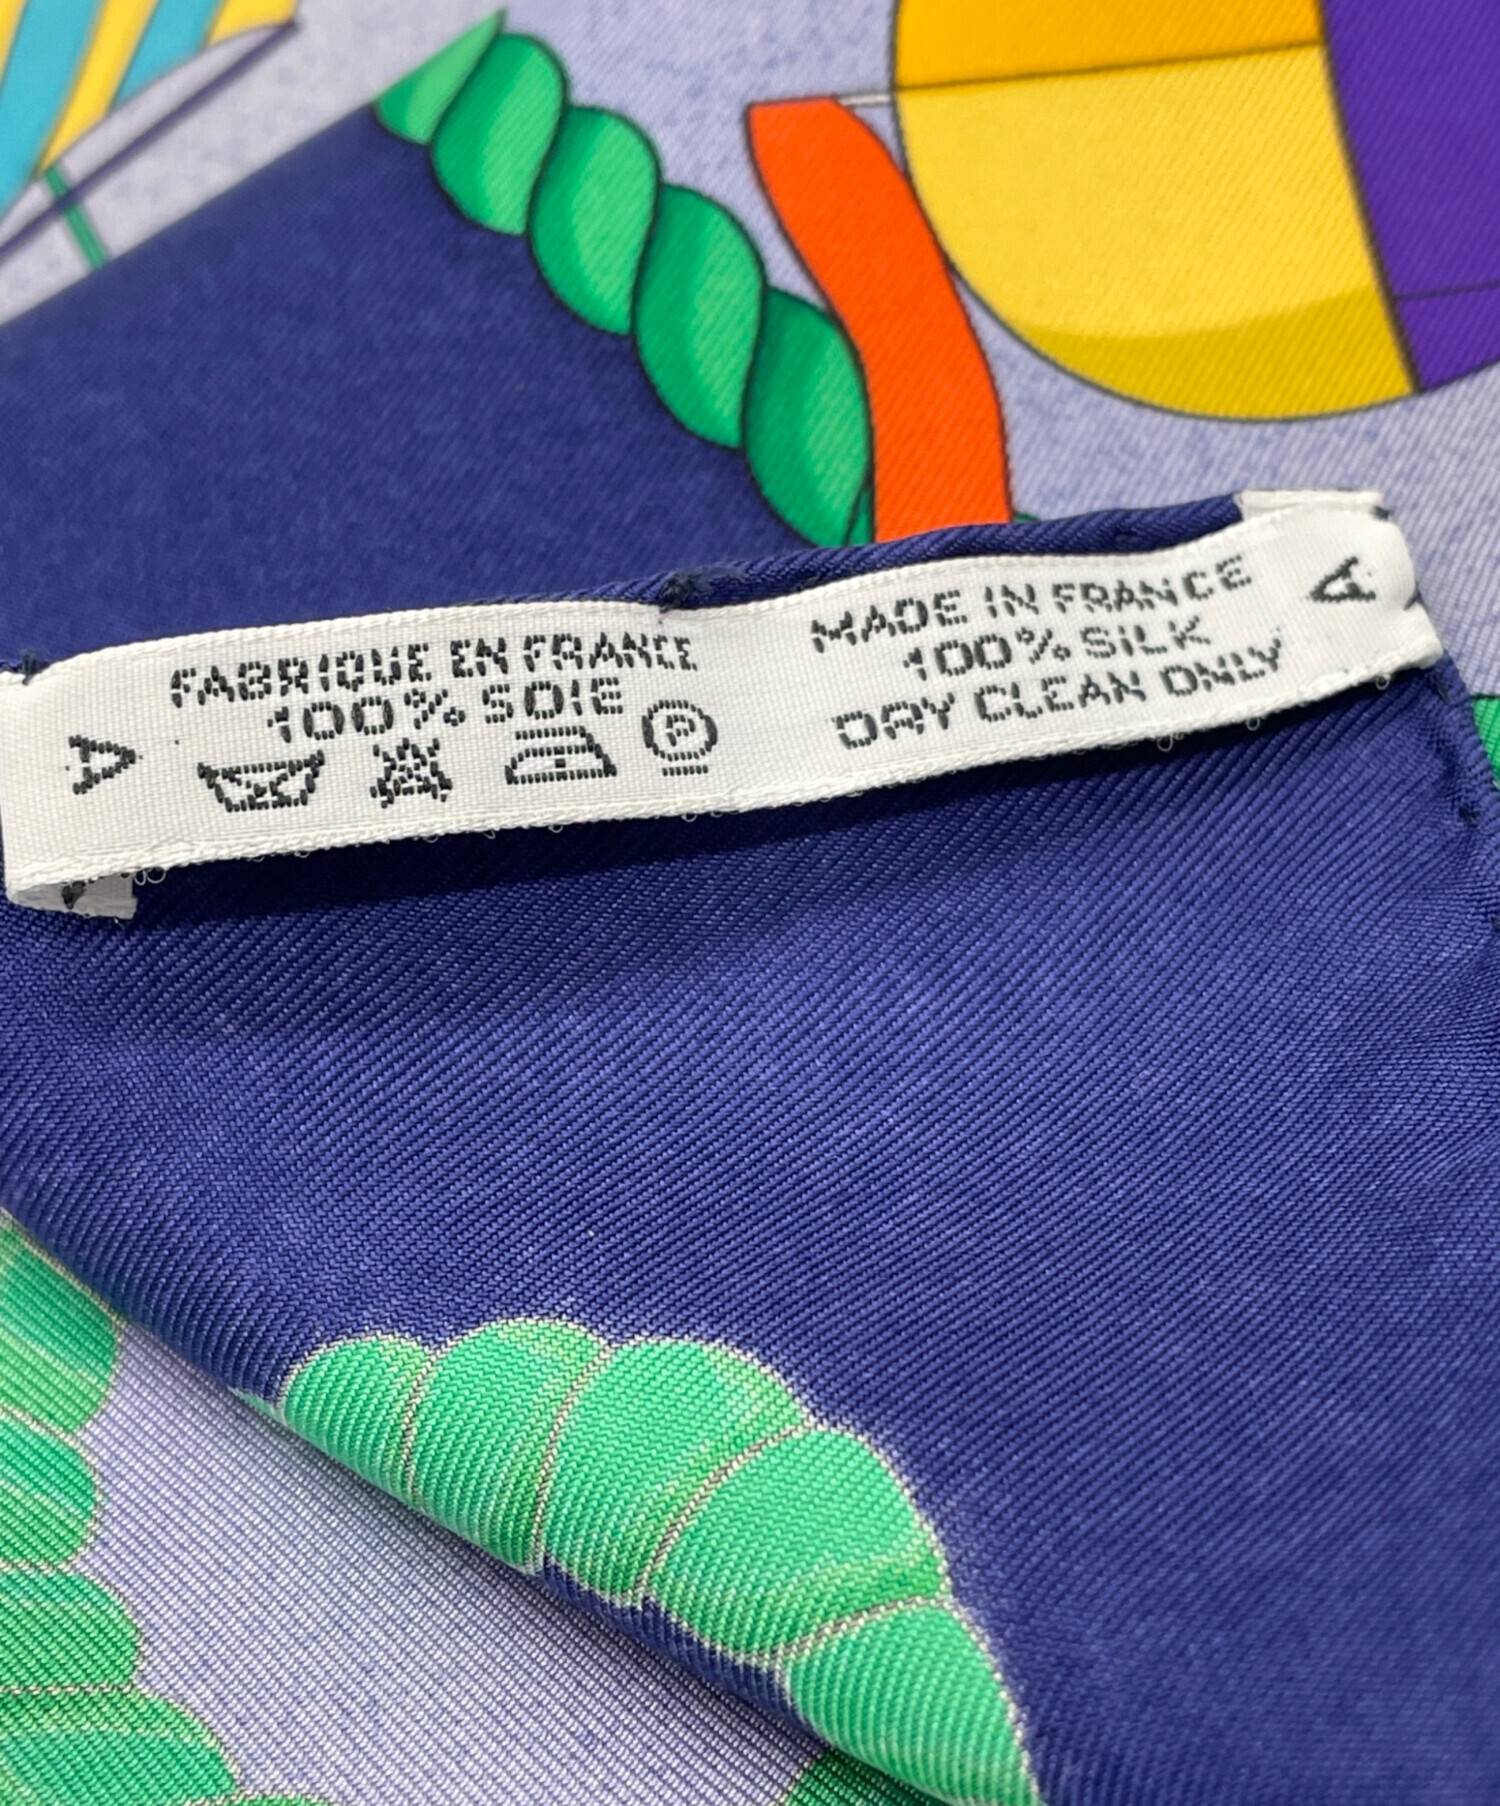 A
FABRIQUE EN FRANCE
100% SOIE
P
MADE IN FRANCE
100% SILK
DRY CLEAN ONLY
A